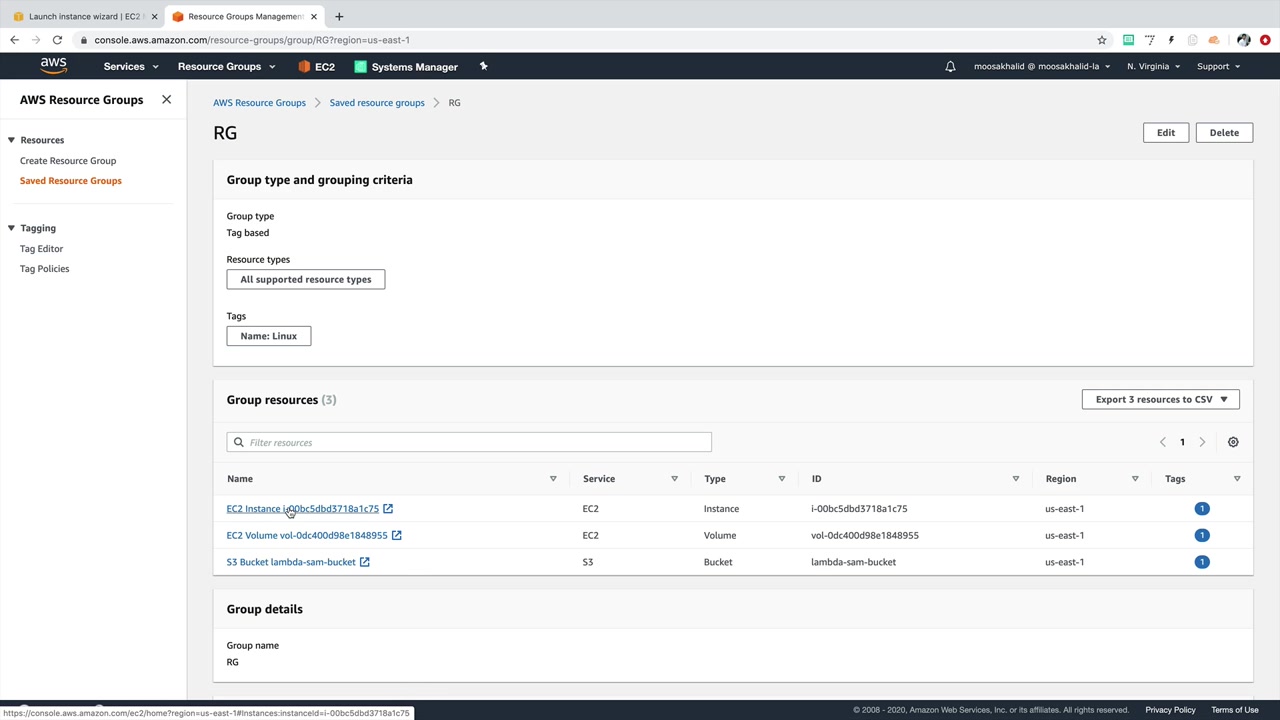 Launch instance wizard | EC2
Resource Groups Management
console.aws.amazon.com/resource-groups/group/RG?region=us-east-1
aws
Services
Resource Groups
EC2
Systems Manager
moosakhalid @ moosakhalid-la
N. Virginia
Support
AWS Resource Groups
Resources
Create Resource Group
Saved Resource Groups
Tagging
Tag Editor
Tag Policies
AWS Resource Groups > Saved resource groups > RG
RG
Edit
Delete
Group type and grouping criteria
Group type
Tag based
Resource types
All supported resource types
Tags
Name: Linux
Group resources (3)
Export 3 resources to CSV
Filter resources
1
Name Service Type ID Region Tags
EC2 Instance i-00bc5dbd3718a1c75 EC2 Instance i-00bc5dbd3718a1c75 us-east-1 1
EC2 Volume vol-0dc400d98e1848955 EC2 Volume vol-0dc400d98e1848955 us-east-1 1
S3 Bucket lambda-sam-bucket S3 Bucket lambda-sam-bucket us-east-1 1
Group details
Group name
RG
https://console.aws.amazon.com/ec2/home?region=us-east-1#Instances:instanceId=i-00bc5dbd3718a1c75
© 2008 - 2020, Amazon Web Services, Inc. or its affiliates. All rights reserved.
Privacy Policy
Terms of Use